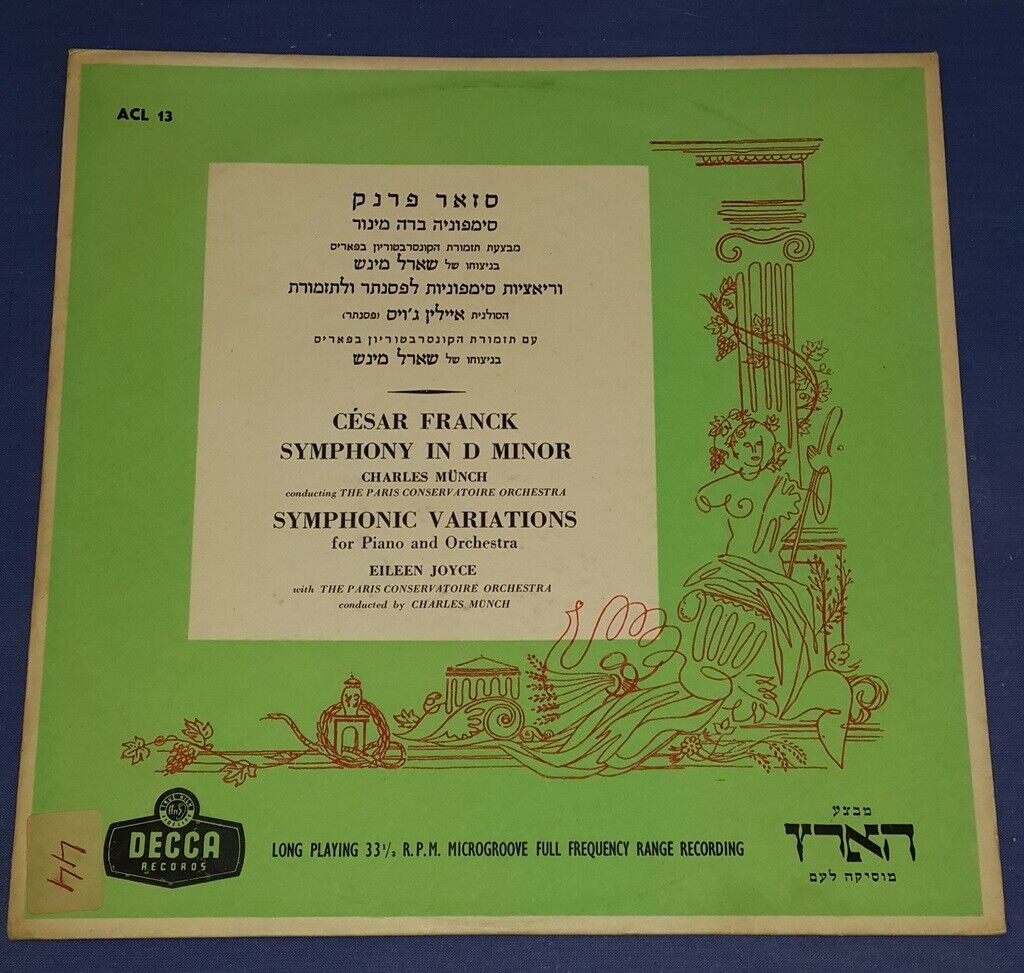 ACL 13
סזאר פרנק
סימפוניה ברה מינור
מבצעת תזמורת הקונסרבטוריון בפאריס
בניצוחו של שארל מינש
וריאציות סימפוניות לפסנתר ולתזמורת
הסולנית איילין ג'ויס (פסנתר)
עם תזמורת הקונסרבטוריון בפאריס
בניצוחו של שארל מינש
CÉSAR FRANCK
SYMPHONY IN D MINOR
CHARLES MÜNCH
conducting THE PARIS CONSERVATOIRE ORCHESTRA
SYMPHONIC VARIATIONS
for Piano and Orchestra
EILEEN JOYCE
with THE PARIS CONSERVATOIRE ORCHESTRA
conducted by CHARLES MÜNCH
44
DECCA
RECORDS
LONG PLAYING 33⅓ R.P.M. MICROGROOVE FULL FREQUENCY RANGE RECORDING
מבצע
הארץ
מוסיקה לעם